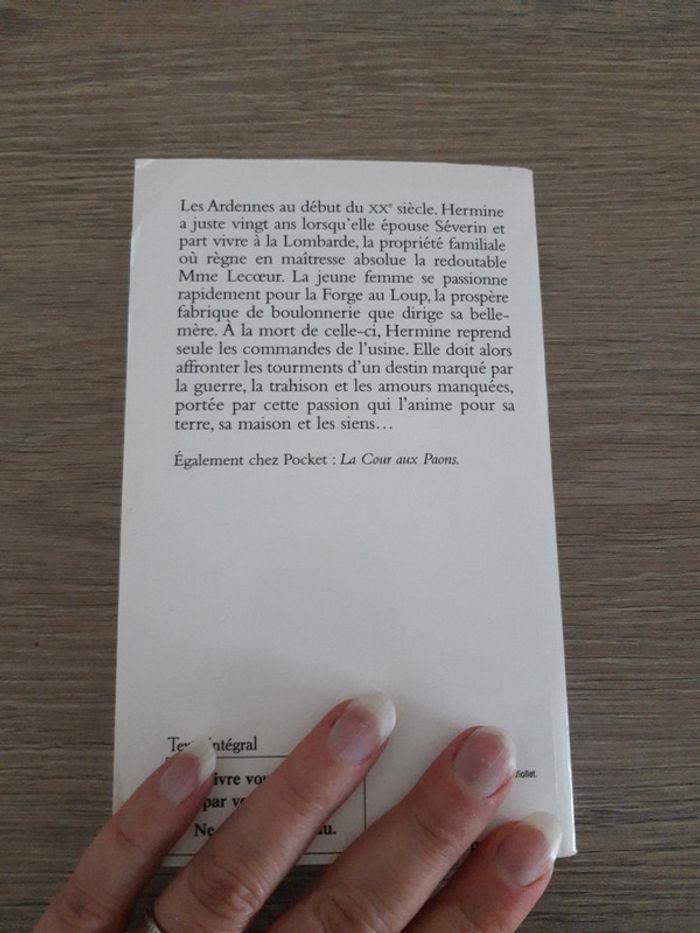 Les Ardennes au début du XXe siècle. Hermine
a juste vingt ans lorsqu'elle épouse Séverin et
part vivre à la Lombarde, la propriété familiale
où règne en maîtresse absolue la redoutable
Mme Lecœur. La jeune femme se passionne
rapidement pour la Forge au Loup, la prospère
fabrique de boulonnerie que dirige sa belle-
mère. À la mort de celle-ci, Hermine reprend
seule les commandes de l'usine. Elle doit alors
affronter les tourments d'un destin marqué par
la guerre, la trahison et les amours manquées,
portée par cette passion qui l'anime pour sa
terre, sa maison et les siens…
Également chez Pocket : La Cour aux Paons.
intégral
par
Ne